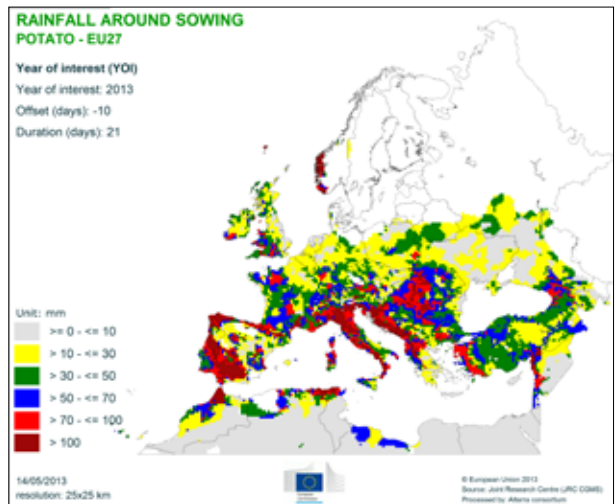 RAINFALL AROUND SOWING
POTATO - EU27
Year of interest (YOI)
Year of interest: 2013
Offset (days): -10
Duration (days): 21
Unit: mm
>= 0 - <= 10
> 10 - <= 30
> 30 - <= 50
> 50 - <= 70
> 70 - <= 100
> 100
14/05/2013
resolution: 25x25 km
© European Union 2013
Source: Joint Research Centre (JRC CGMS)
Processed by: Alterra consortium